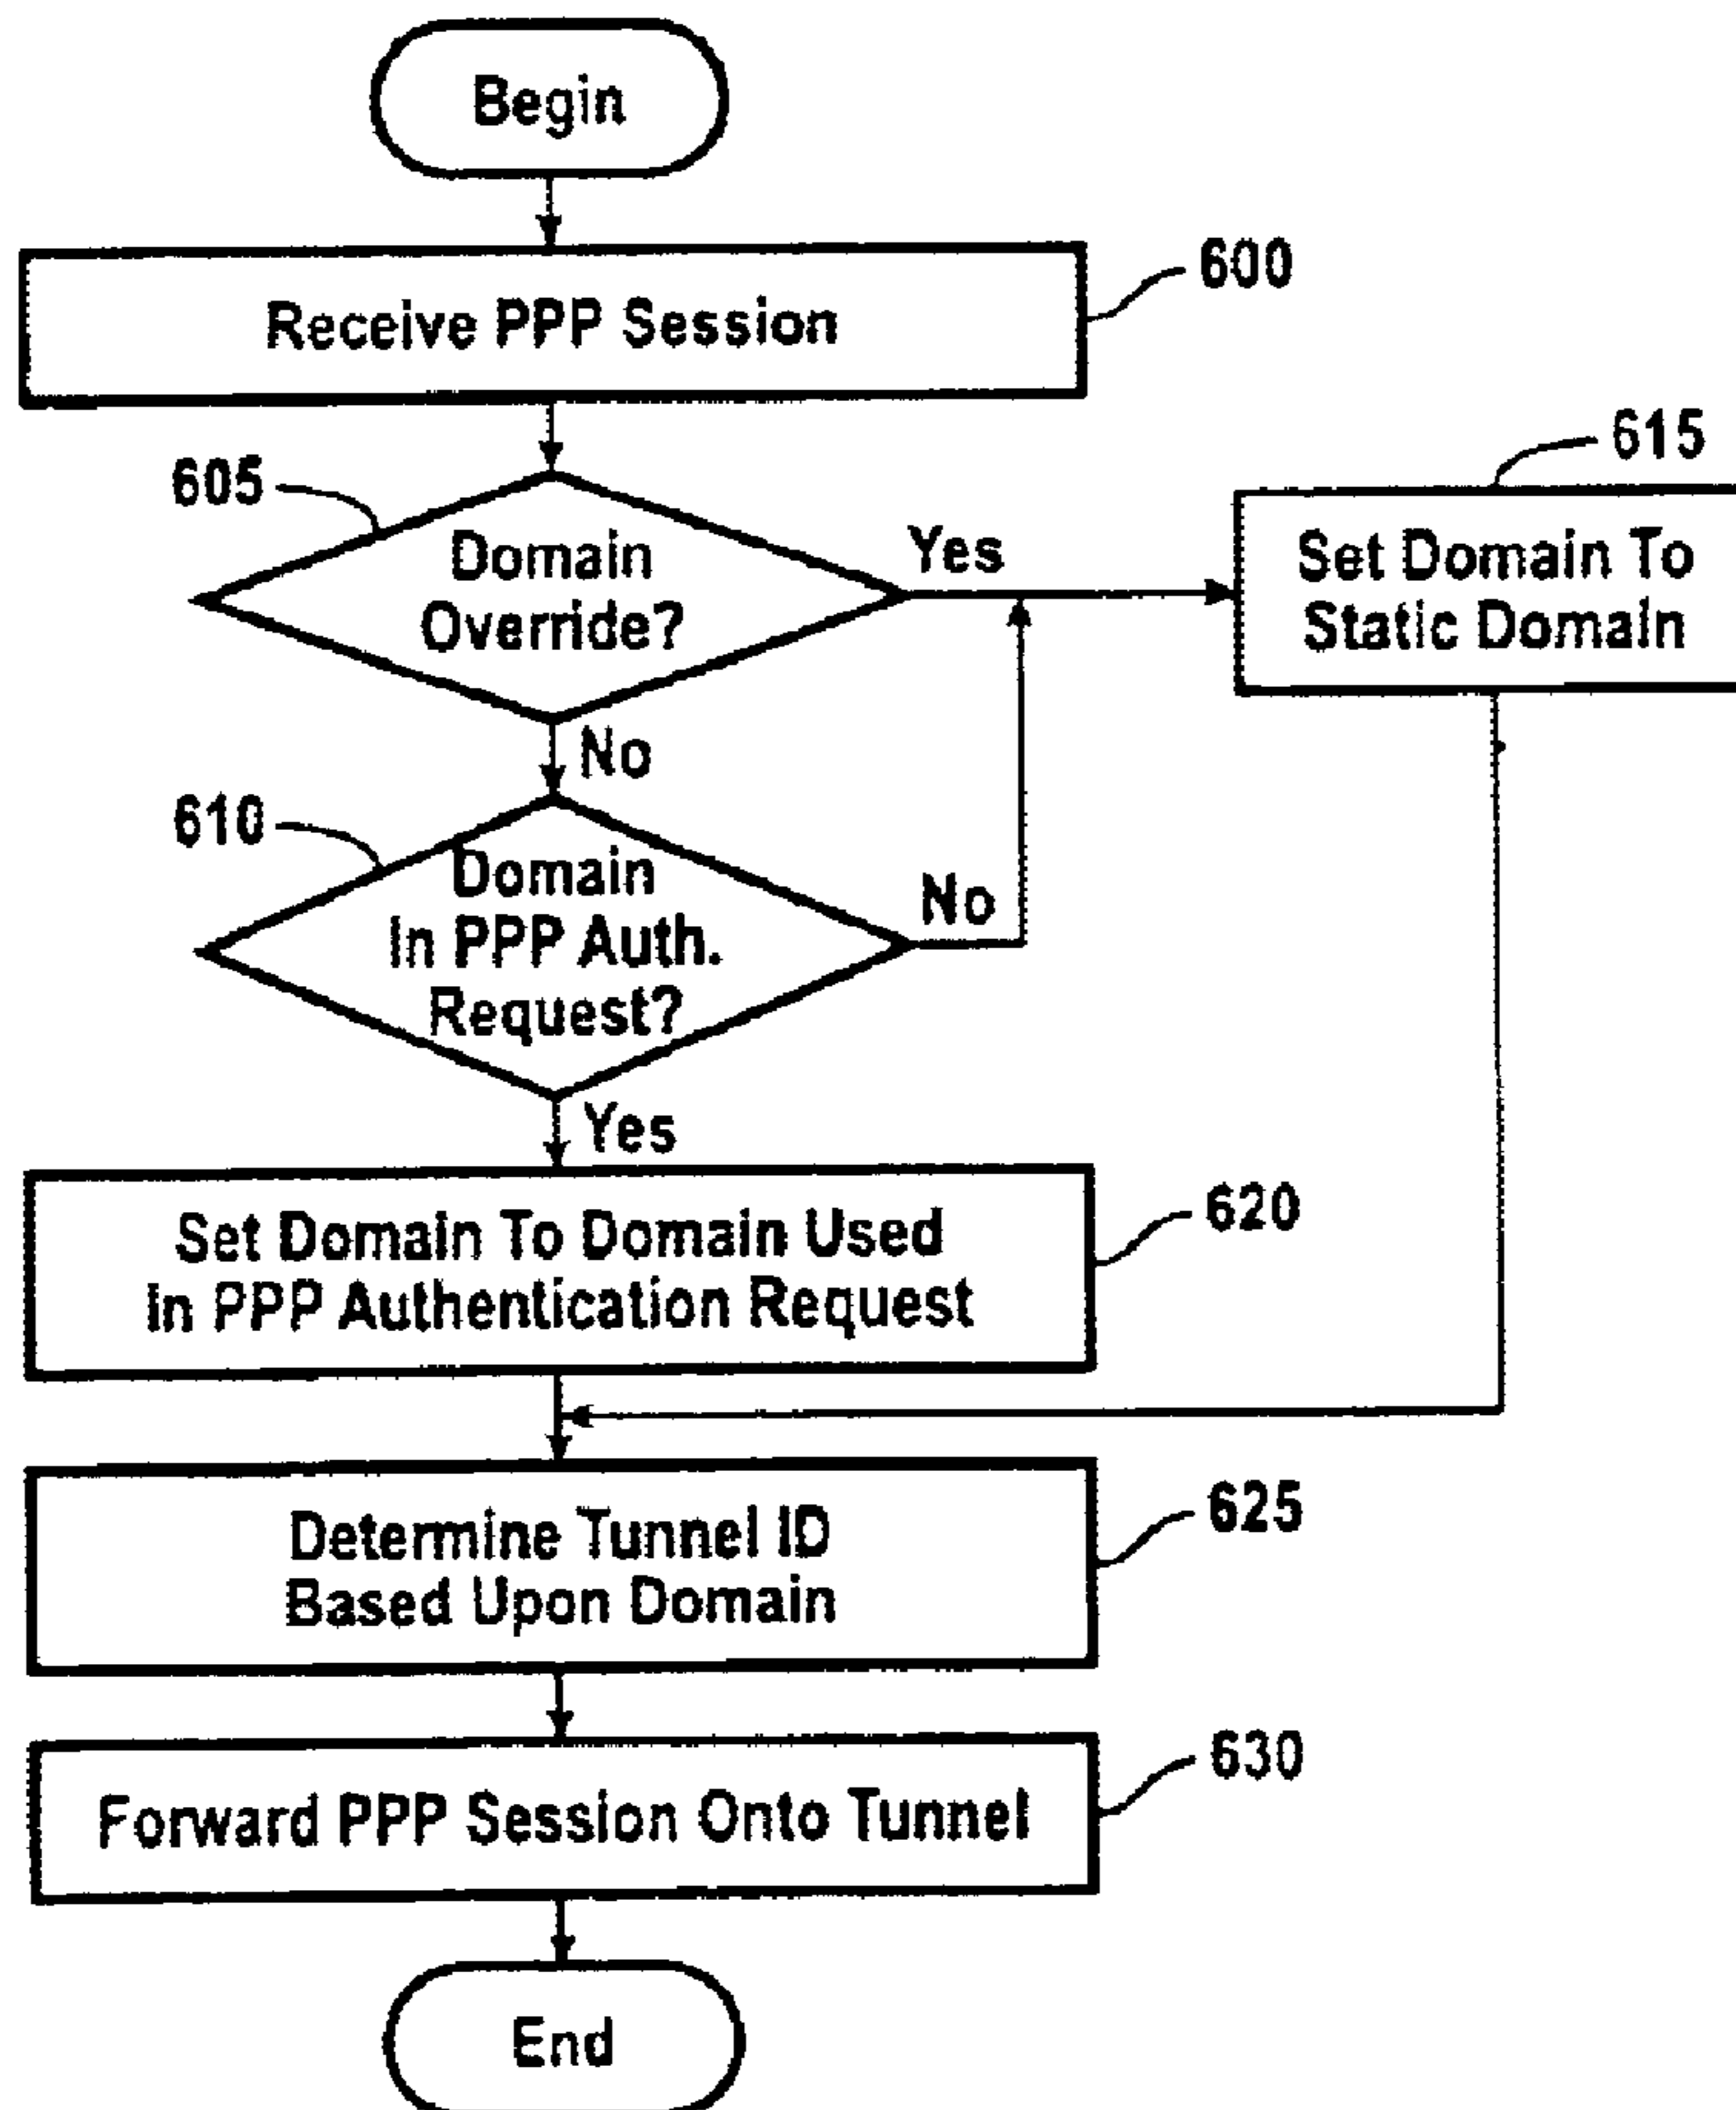 Begin
600
Receive PPP Session
605
Domain
Override?
Yes
615
Set Domain To
Static Domain
No
610
Domain
In PPP Auth.
Request?
No
Yes
620
Set Domain To Domain Used
In PPP Authentication Request
625
Determine Tunnel ID
Based Upon Domain
630
Forward PPP Session Onto Tunnel
End